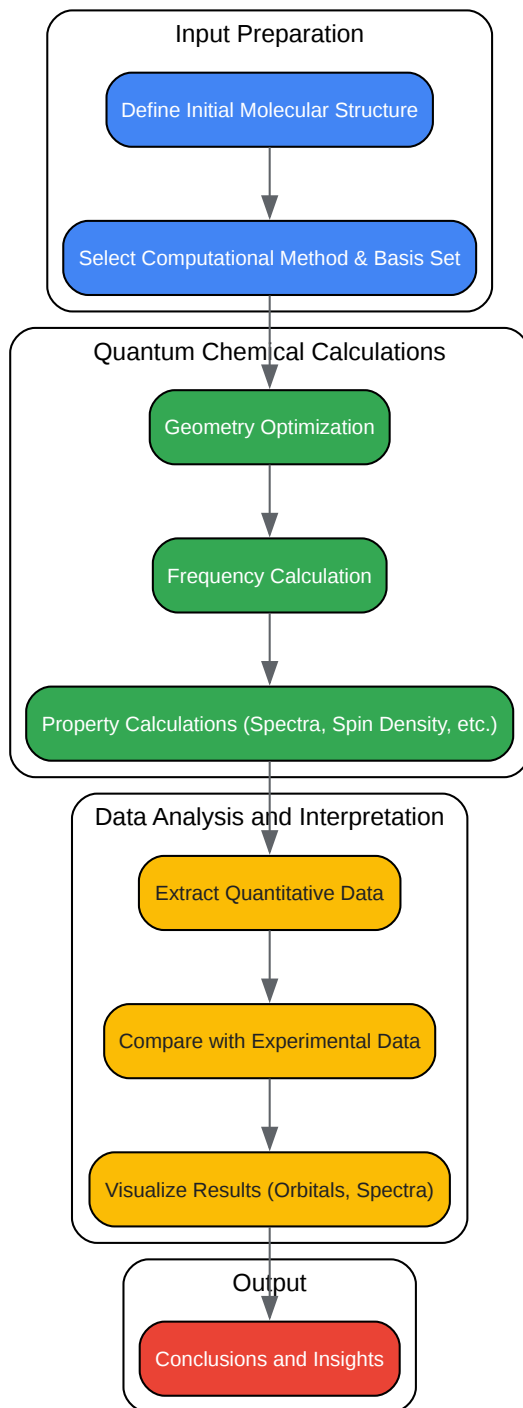 Input Preparation
Define Initial Molecular Structure
Select Computational Method & Basis Set
Quantum Chemical Calculations
Geometry Optimization
Frequency Calculation
Property Calculations (Spectra, Spin Density, etc.)
Data Analysis and Interpretation
Extract Quantitative Data
Compare with Experimental Data
Visualize Results (Orbitals, Spectra)
Output
Conclusions and Insights